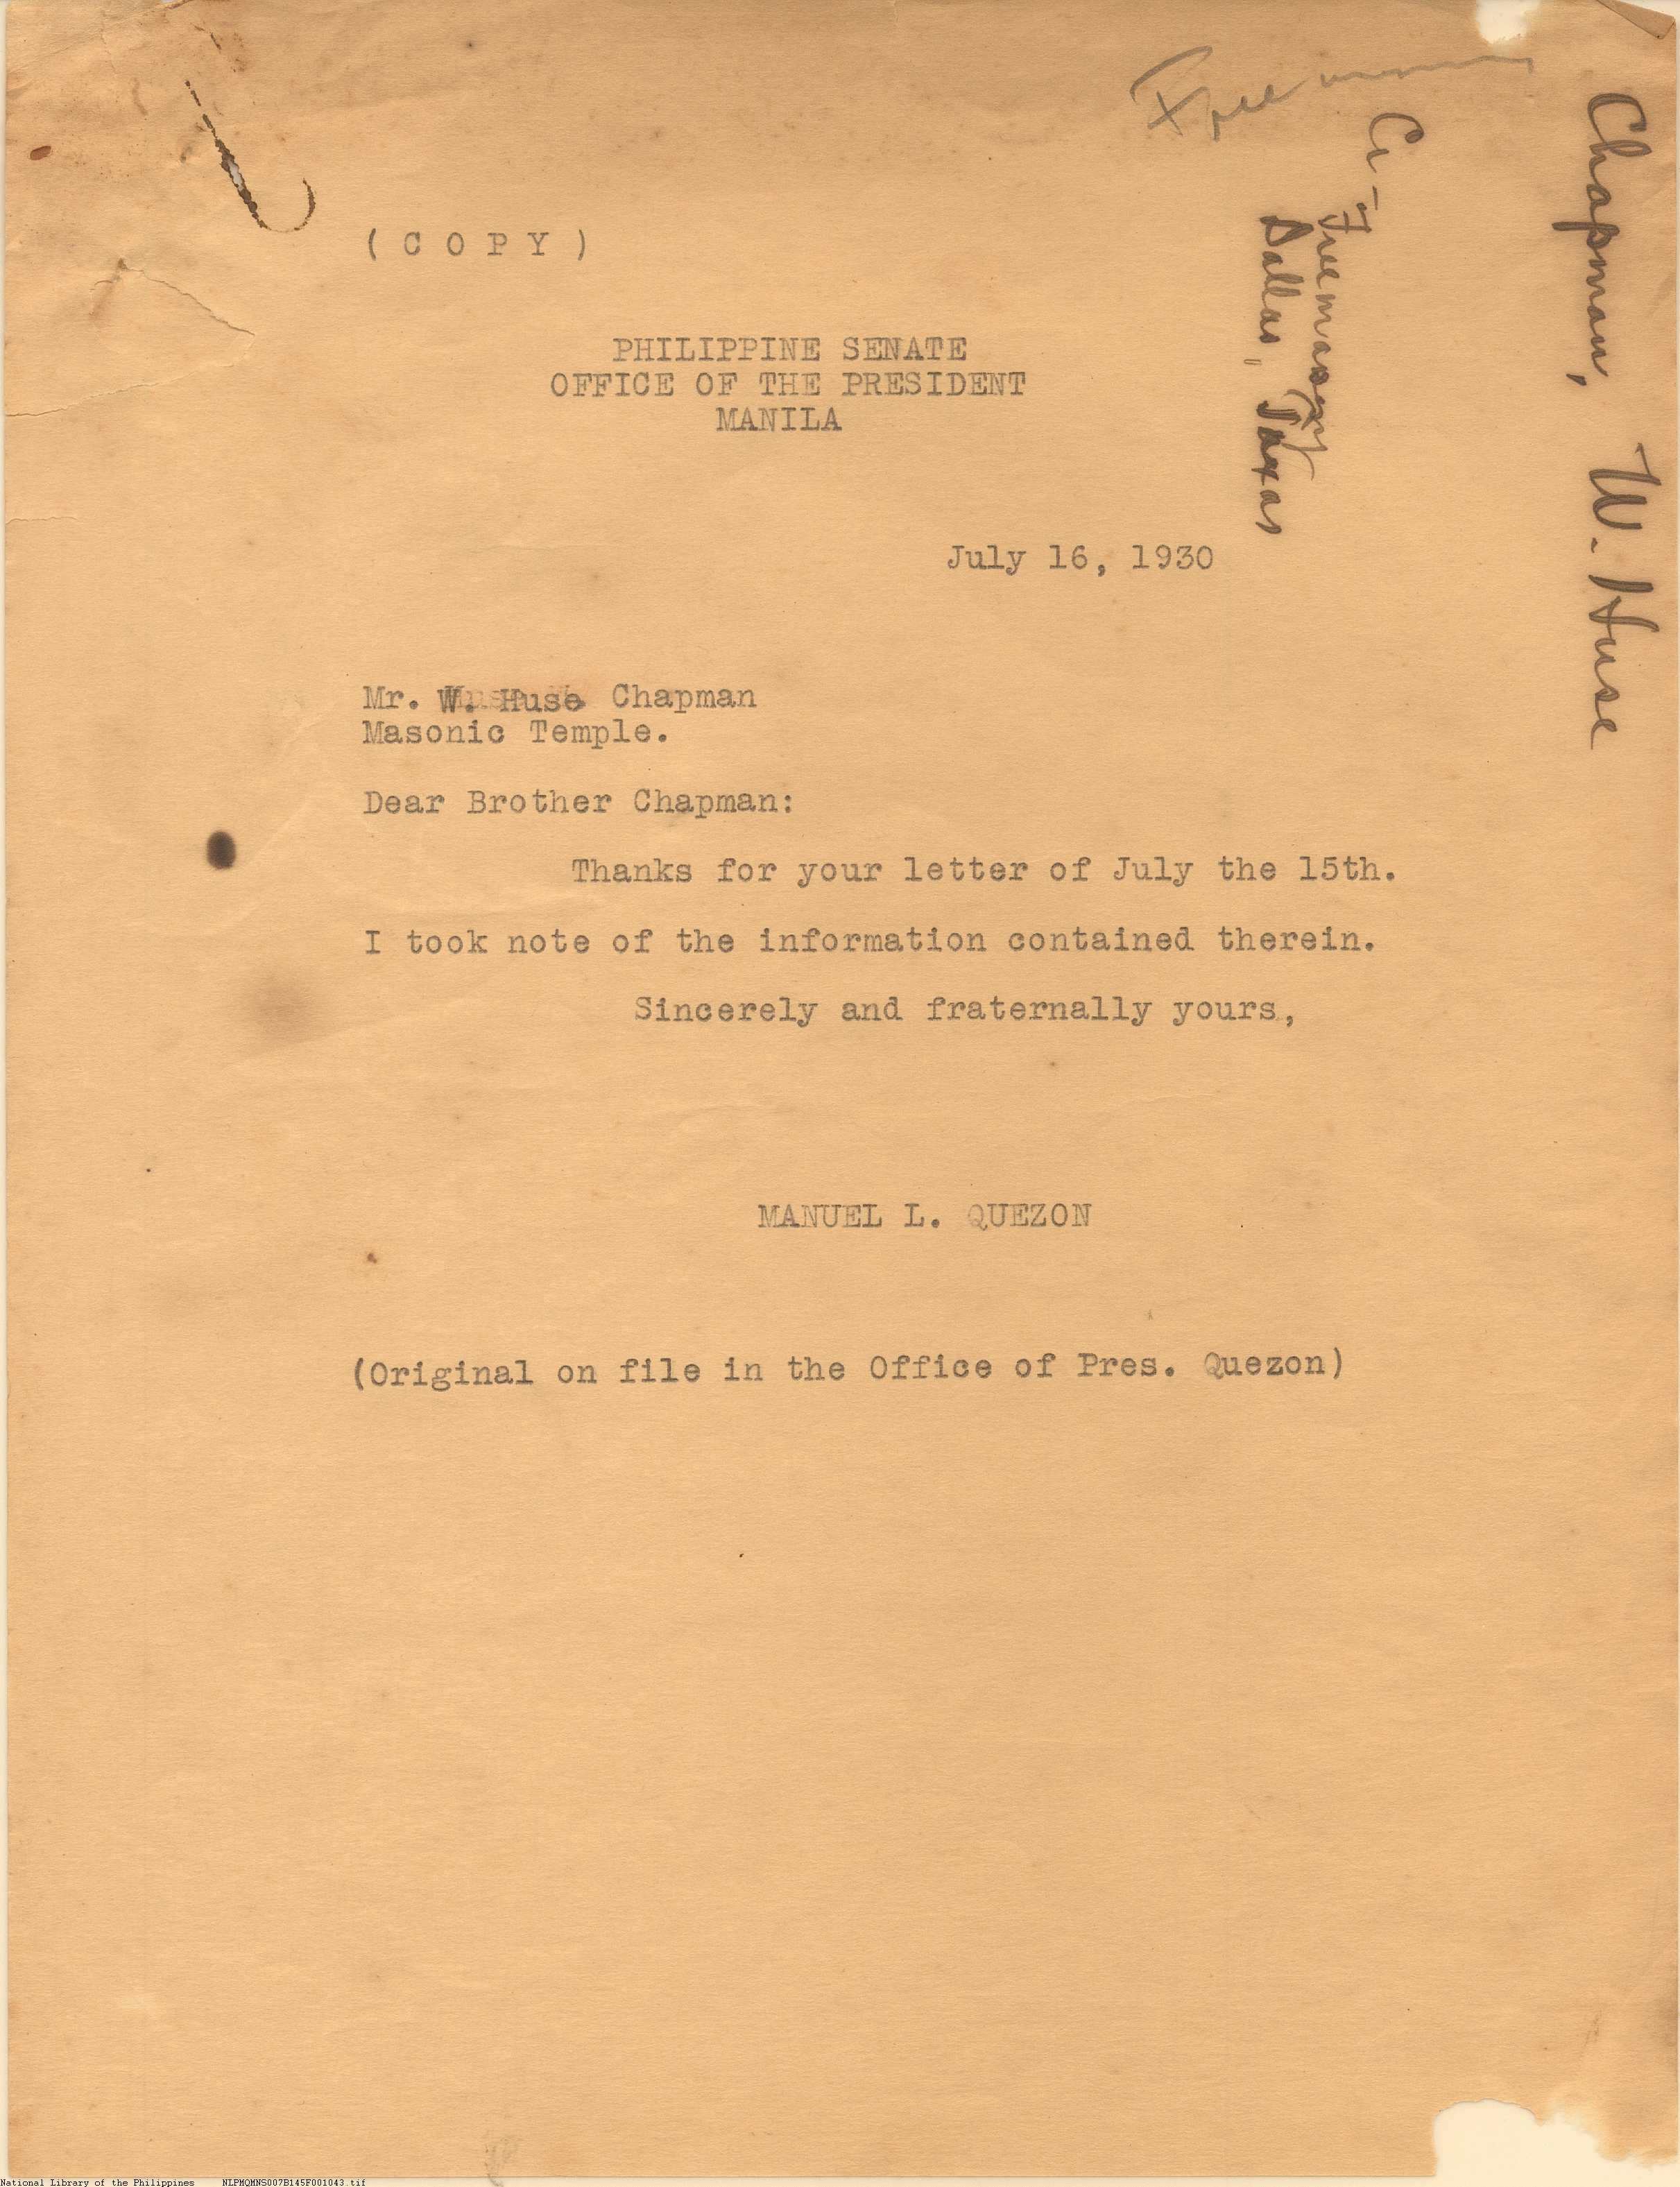 Freemasonry
Chapman, W. Huse
Ci-
Freemasonry
Dallas, Texas
( C O P Y )
PHILIPPINE SENATE
OFFICE OF THE PRESIDENT
MANILA
July 16, 1930
Mr. W. Huse Chapman
Masonic Temple.
Dear Brother Chapman:
Thanks for your letter of July the 15th.
I took note of the information contained therein.
Sincerely and fraternally yours,
MANUEL L. QUEZON
(Original on file in the Office of Pres. Quezon)
National Library of the Philippines NLPMQMNS007B145F001043.tif